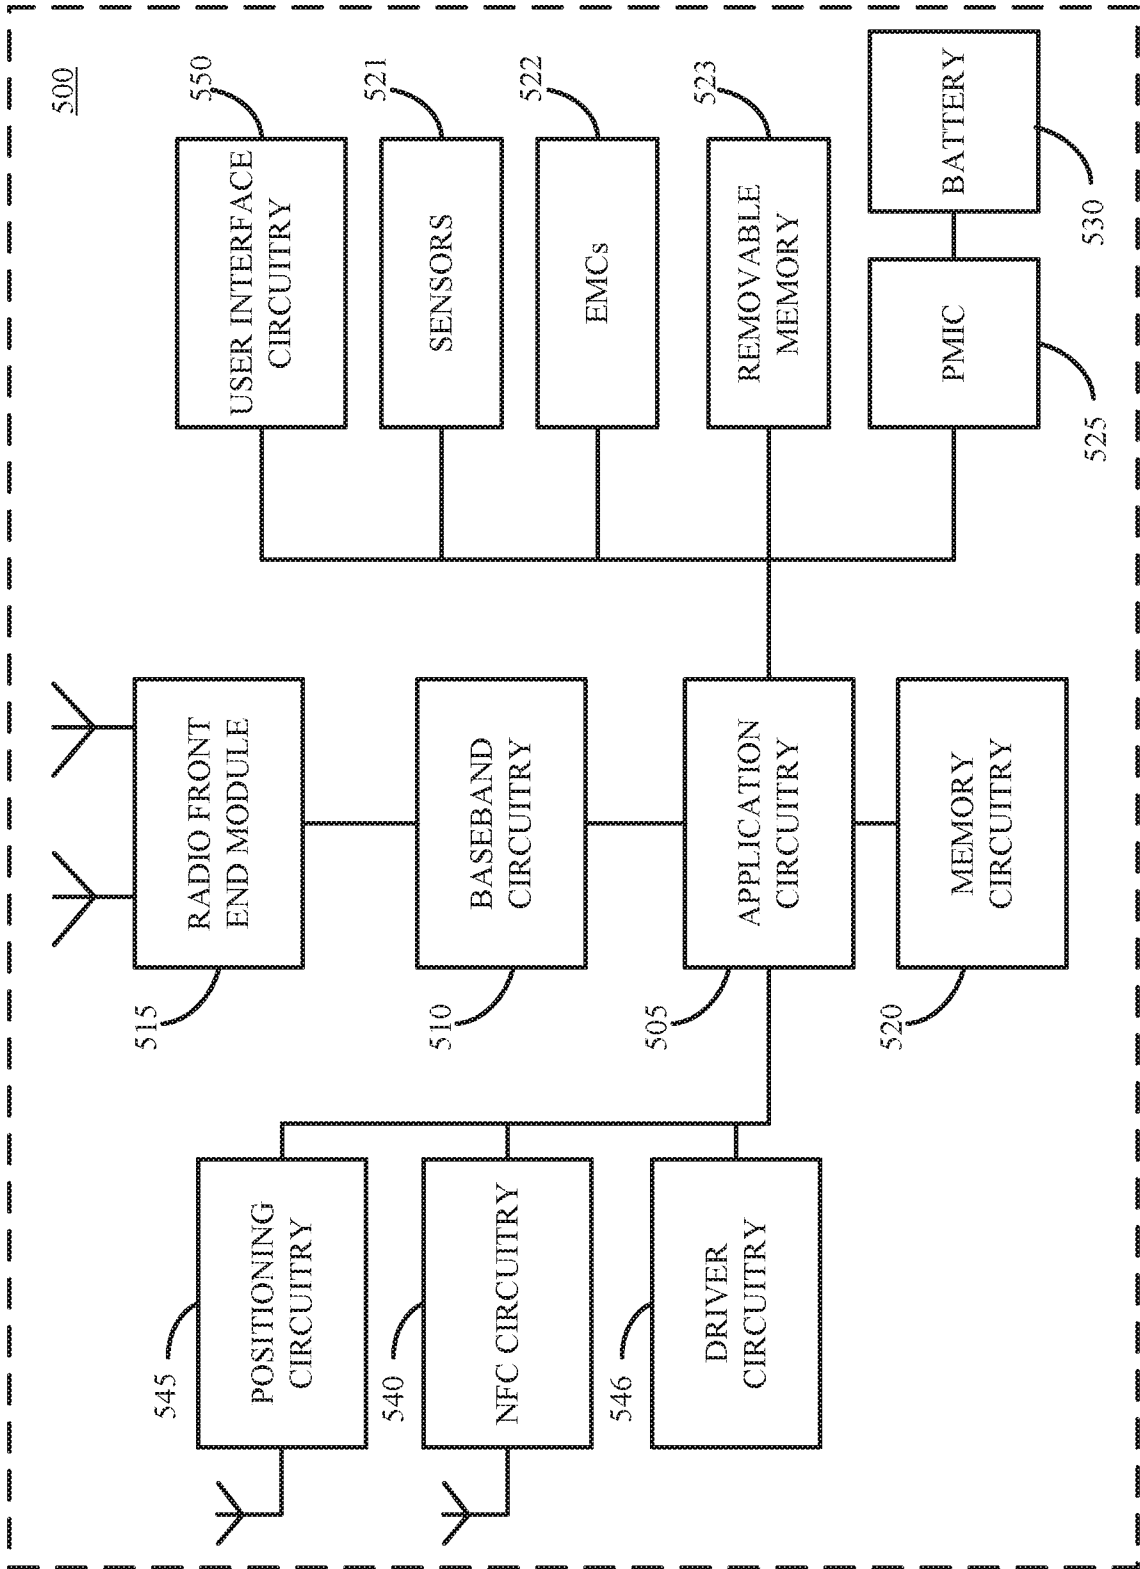 500
545
POSITIONING
CIRCUITRY
540
NFC CIRCUITRY
546
DRIVER
CIRCUITRY
515
RADIO FRONT
END MODULE
510
BASEBAND
CIRCUITRY
505
APPLICATION
CIRCUITRY
520
MEMORY
CIRCUITRY
550
USER INTERFACE
CIRCUITRY
521
SENSORS
522
EMCs
523
REMOVABLE
MEMORY
525
PMIC
530
BATTERY